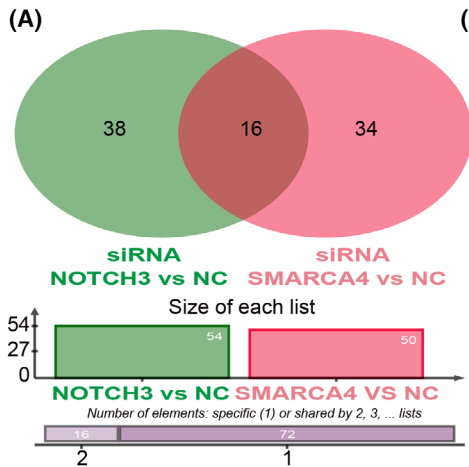 (A)
(
38
16
34
siRNA
NOTCH3 vs NC
siRNA
SMARCA4 vs NC
Size of each list
54
27
0
54
50
NOTCH3 vs NC
SMARCA4 VS NC
Number of elements: specific (1) or shared by 2, 3, ... lists
16
72
2
1